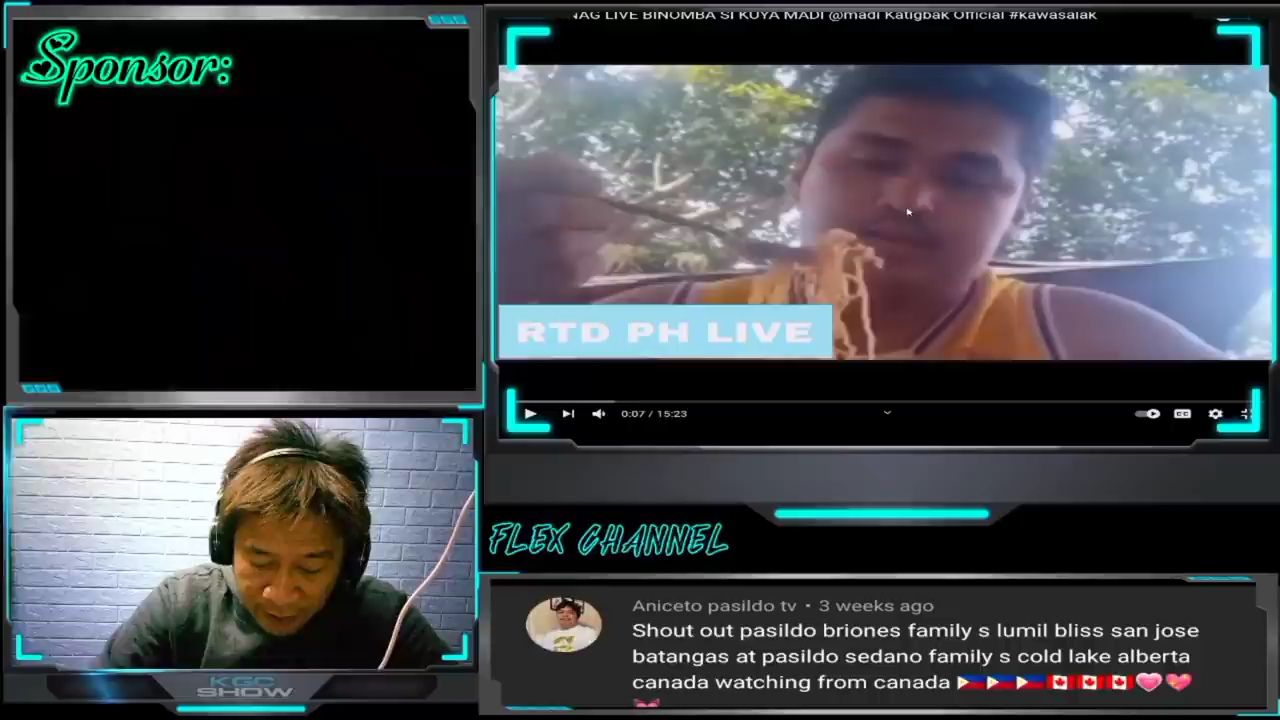 Sponsor:
NAG LIVE BINOMBA SI KUYA MADI @madi Katigbak Official #kawasalak
RTD PH LIVE
0:07 / 15:23
CC
KGC
SHOW
FLEX CHANNEL
Aniceto pasildo tv • 3 weeks ago
Shout out pasildo briones family s lumil bliss san jose
batangas at pasildo sedano family s cold lake alberta
canada watching from canada 🇵🇭🇵🇭🇵🇭🇨🇦🇨🇦🇨🇦💗💖